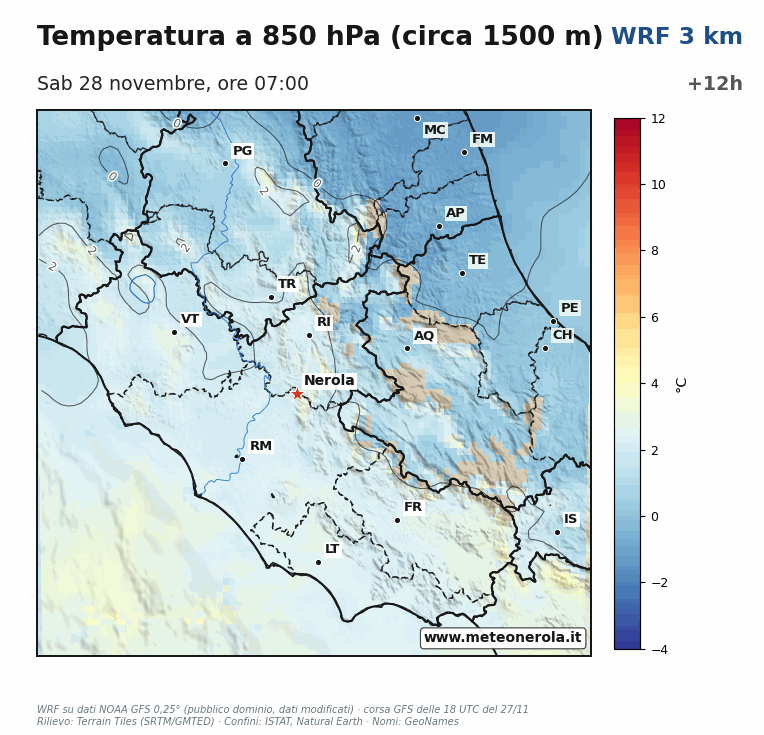 Temperatura a 850 hPa (circa 1500 m) WRF 3 km
Sab 28 novembre, ore 07:00
+12h
MC
FM
PG
0
0
0
2
AP
2
2
2
2
TE
TR
PE
VT
RI
AQ
CH
Nerola
RM
FR
IS
LT
www.meteonerola.it
12
10
8
6
4
2
0
−2
−4
°C
WRF su dati NOAA GFS 0,25° (pubblico dominio, dati modificati) · corsa GFS delle 18 UTC del 27/11
Rilievo: Terrain Tiles (SRTM/GMTED) · Confini: ISTAT, Natural Earth · Nomi: GeoNames